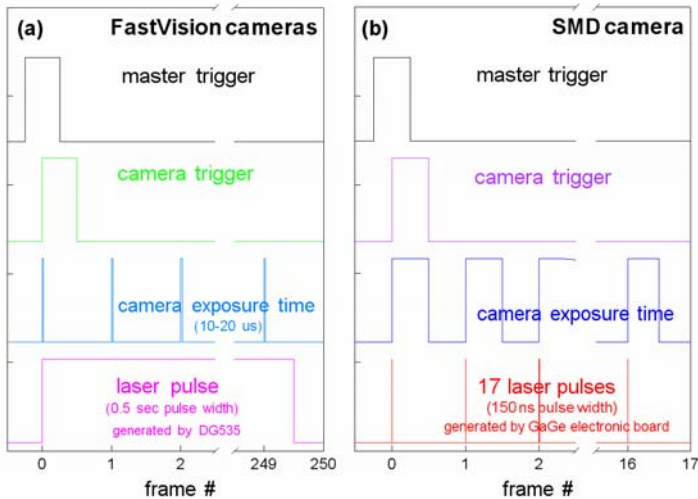 (a) FastVision cameras
master trigger
camera trigger
camera exposure time
(10-20 us)
laser pulse
(0.5 sec pulse width)
generated by DG535
0 1 2 249 250
frame #
(b) SMD camera
master trigger
camera trigger
camera exposure time
17 laser pulses
(150 ns pulse width)
generated by GaGe electronic board
0 1 2 16 17
frame #